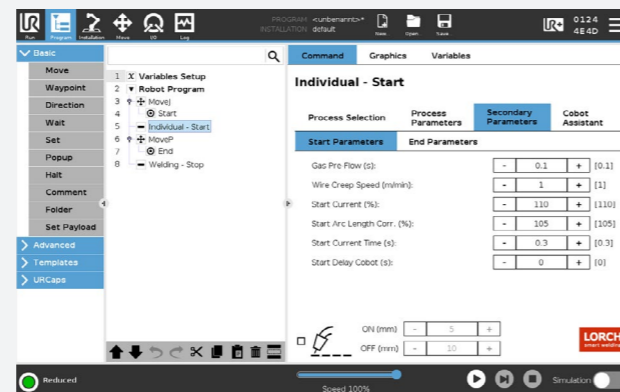 PROGRAM <unbenannt>*
INSTALLATION default
Run Program Installation Move I/O Log New Open Save
UR+ 0124
4E4D
Basic
Move
Waypoint
Direction
Wait
Set
Popup
Halt
Comment
Folder
Set Payload
Advanced
Templates
URCaps
1 X Variables Setup
2 Robot Program
3 MoveJ
4 Start
5 Individual - Start
6 MoveP
7 End
8 Welding - Stop
Command Graphics Variables
Individual - Start
Process Selection Process Parameters Secondary Parameters Cobot Assistant
Start Parameters End Parameters
Gas Pre Flow (s): - 0.1 + [0.1]
Wire Creep Speed (m/min): - 1 + [1]
Start Current (%): - 110 + [110]
Start Arc Length Corr. (%): - 105 + [105]
Start Current Time (s): - 0.3 + [0.3]
Start Delay Cobot (s): - 0 + [0]
ON (mm) - 5 +
OFF (mm) - 10 +
LORCH
smart welding
Reduced
Speed 100%
Simulation